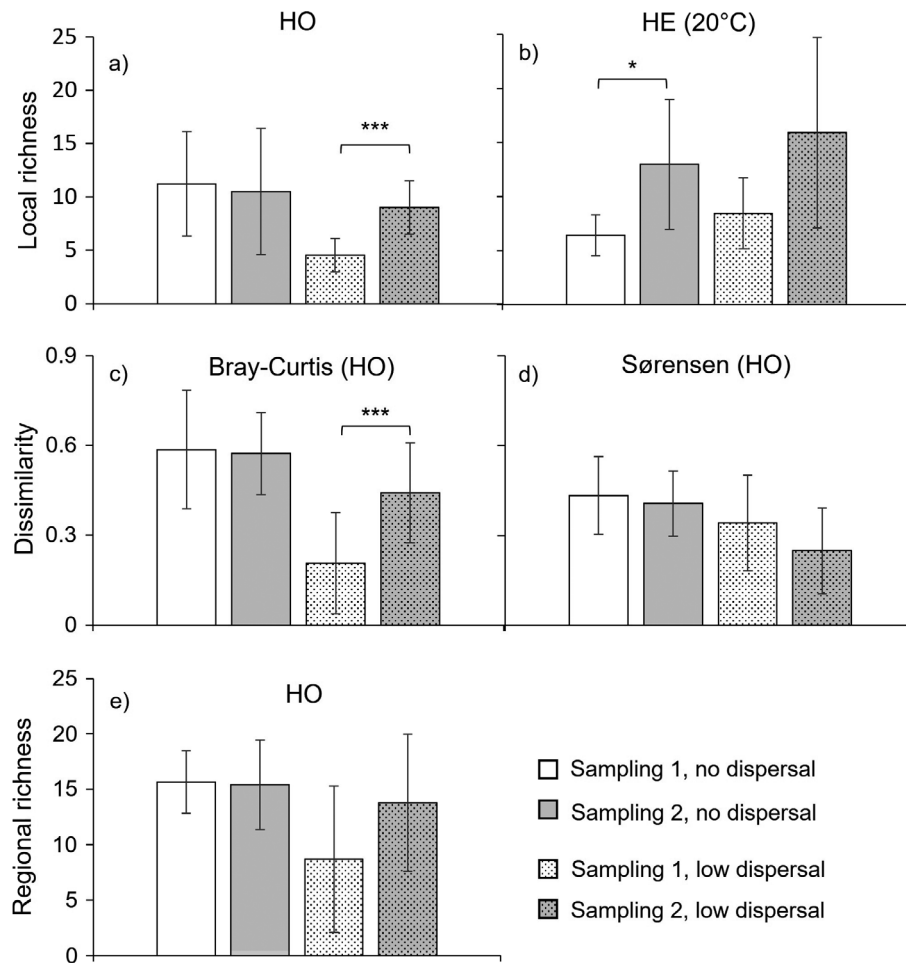 HO
HE (20°C)
a)
b)
Local richness
25
20
15
10
5
0
***
*
Bray-Curtis (HO)
Sørensen (HO)
c)
d)
Dissimilarity
0.9
0.6
0.3
0
***
HO
e)
Regional richness
25
20
15
10
5
0
Sampling 1, no dispersal
Sampling 2, no dispersal
Sampling 1, low dispersal
Sampling 2, low dispersal